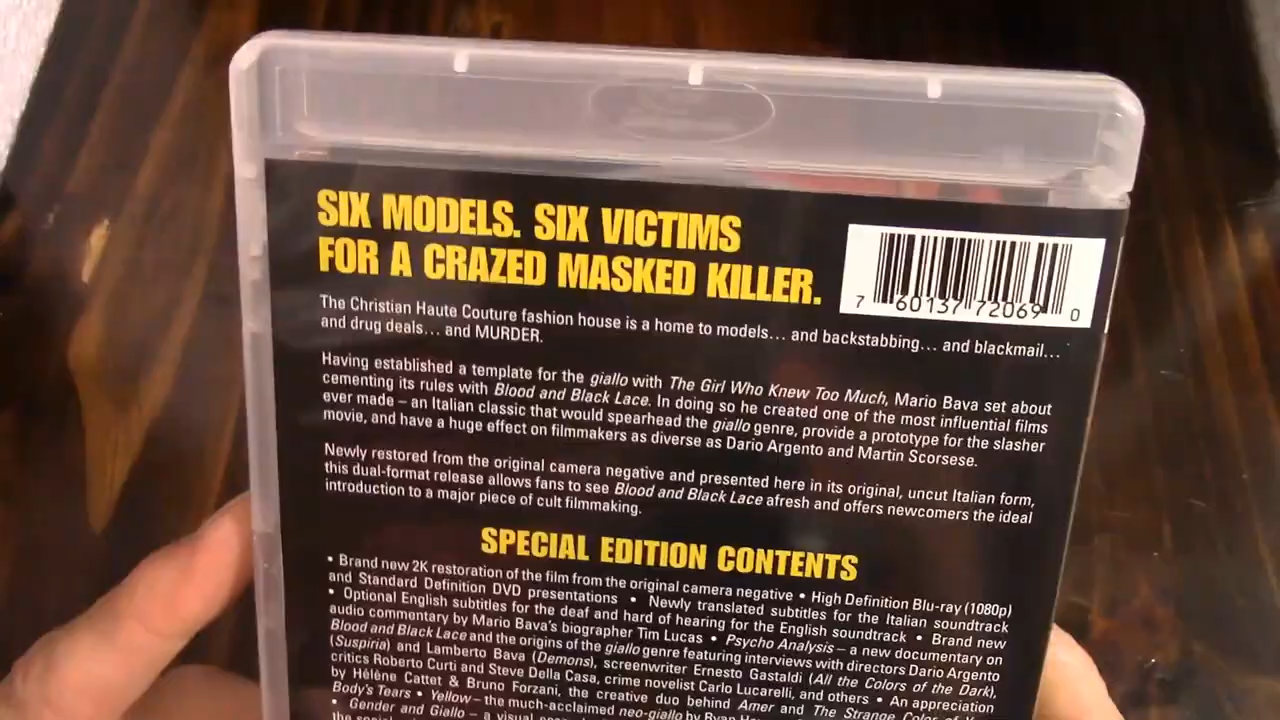 SIX MODELS. SIX VICTIMS
FOR A CRAZED MASKED KILLER.
7 60137 72069 0
The Christian Haute Couture fashion house is a home to models... and backstabbing... and blackmail...
and drug deals... and MURDER.
Having established a template for the giallo with The Girl Who Knew Too Much, Mario Bava set about
cementing its rules with Blood and Black Lace. In doing so he created one of the most influential films
ever made – an Italian classic that would spearhead the giallo genre, provide a prototype for the slasher
movie, and have a huge effect on filmmakers as diverse as Dario Argento and Martin Scorsese.
Newly restored from the original camera negative and presented here in its original, uncut Italian form,
this dual-format release allows fans to see Blood and Black Lace afresh and offers newcomers the ideal
introduction to a major piece of cult filmmaking.
SPECIAL EDITION CONTENTS
• Brand new 2K restoration of the film from the original camera negative • High Definition Blu-ray (1080p)
and Standard Definition DVD presentations • Newly translated subtitles for the Italian soundtrack
• Optional English subtitles for the deaf and hard of hearing for the English soundtrack • Brand new
audio commentary by Mario Bava's biographer Tim Lucas • Psycho Analysis – a new documentary on
Blood and Black Lace and the origins of the giallo genre featuring interviews with directors Dario Argento
(Suspiria) and Lamberto Bava (Demons), screenwriter Ernesto Gastaldi (All the Colors of the Dark),
critics Roberto Curti and Steve Della Casa, crime novelist Carlo Lucarelli, and others • An appreciation
by Hélène Cattet & Bruno Forzani, the creative duo behind Amer and The Strange Color of
Body's Tears • Yellow – the much-acclaimed neo-giallo by Ryan
• Gender and Giallo – a visual